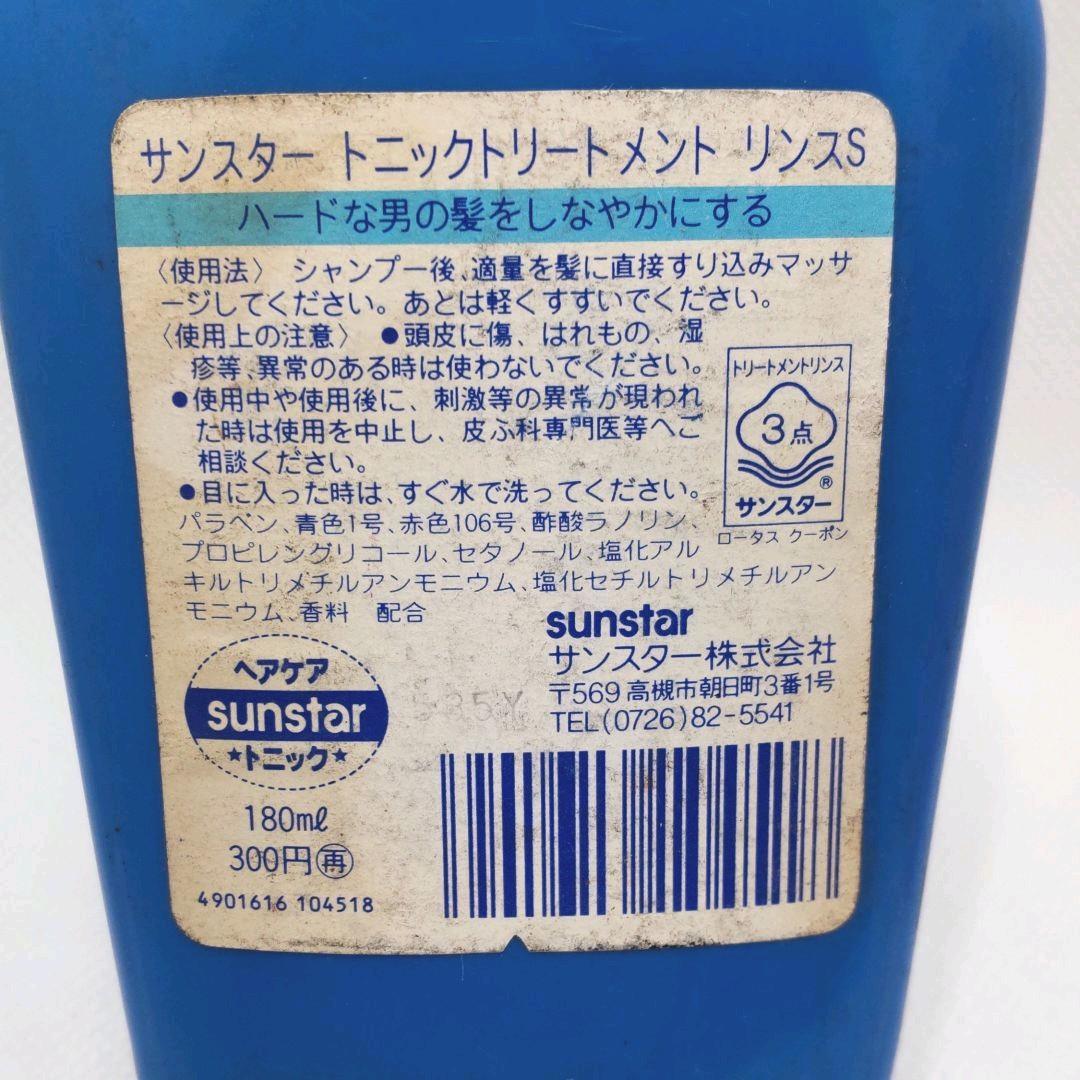 サンスター トニックトリートメント リンスS
ハードな男の髪をしなやかにする
〈使用法〉 シャンプー後、適量を髪に直接すり込みマッサ
ージしてください。あとは軽くすすいでください。
〈使用上の注意〉 ●頭皮に傷、はれもの、湿
疹等、異常のある時は使わないでください。
●使用中や使用後に、刺激等の異常が現われ
た時は使用を中止し、皮ふ科専門医等へご
相談ください。
●目に入った時は、すぐ水で洗ってください。
パラベン、青色1号、赤色106号、酢酸ラノリン、
プロピレングリコール、セタノール、塩化アル
キルトリメチルアンモニウム、塩化セチルトリメチルアン
モニウム、香料 配合
トリートメントリンス
3点
サンスター®
ロータス クーポン
sunstar
サンスター株式会社
〒569 高槻市朝日町3番1号
TEL(0726)82-5541
ヘアケア
sunstar
★トニック★
180ml
300円 再
4901616 104518